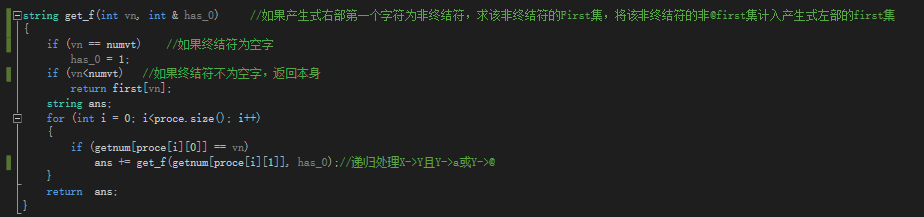 string get_f(int vn, int & has_0)      //如果产生式右部第一个字符为非终结符，求该非终结符的First集，将该非终结符的非@first集计入产生式左部的first集
{
    if (vn == numvt)    //如果终结符为空字
        has_0 = 1;
    if (vn<numvt)   //如果终结符不为空字，返回本身
        return first[vn];
    string ans;
    for (int i = 0; i<proce.size(); i++)
    {
        if (getnum[proce[i][0]] == vn)
            ans += get_f(getnum[proce[i][1]], has_0);//递归处理X->Y且Y->a或Y->@
    }
    return  ans;
}